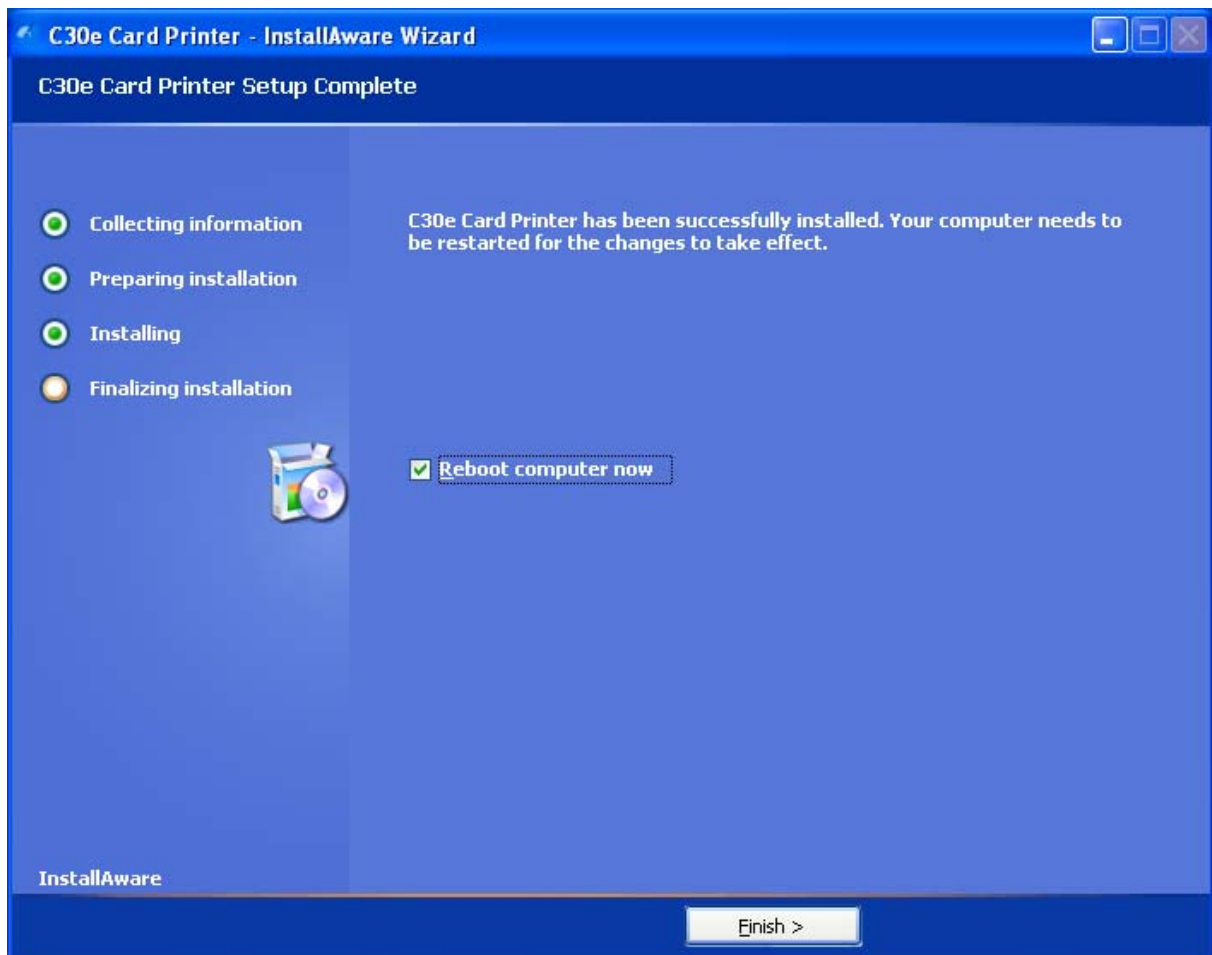 C30e Card Printer - InstallAware Wizard
C30e Card Printer Setup Complete
Collecting information
Preparing installation
Installing
Finalizing installation
C30e Card Printer has been successfully installed. Your computer needs to
be restarted for the changes to take effect.
Reboot computer now
InstallAware
Finish >